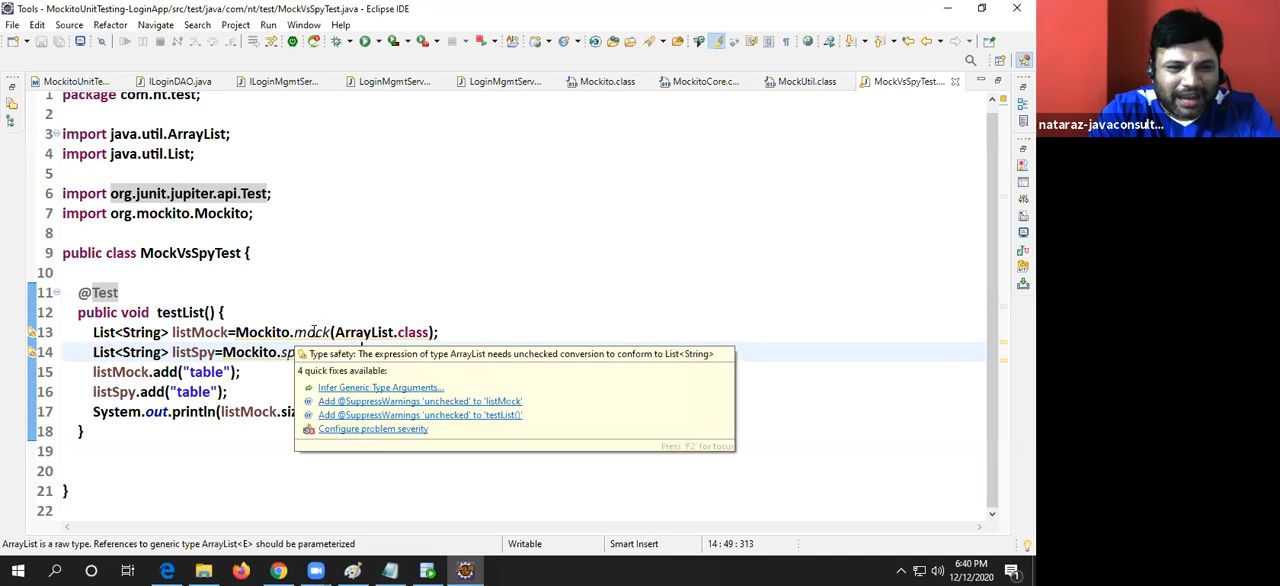 Tools - MockitoUnitTesting-LoginApp/src/test/java/com/nt/test/MockVsSpyTest.java - Eclipse IDE
File Edit Source Refactor Navigate Search Project Run Window Help
MockitoUnitTe... ILoginDAO.java ILoginMgmtServ... LoginMgmtServ... LoginMgmtServ... Mockito.class MockitoCore.c... MockUtil.class MockVsSpyTest....
nataraz-javaconsult...
1 package com.nt.test;
2
3 import java.util.ArrayList;
4 import java.util.List;
5
6 import org.junit.jupiter.api.Test;
7 import org.mockito.Mockito;
8
9 public class MockVsSpyTest {
10
11 @Test
12 public void testList() {
13 List<String> listMock=Mockito.mock(ArrayList.class);
14 List<String> listSpy=Mockito.sp
Type safety: The expression of type ArrayList needs unchecked conversion to conform to List<String>
15 listMock.add("table");
4 quick fixes available:
Infer Generic Type Arguments...
16 listSpy.add("table");
Add @SuppressWarnings 'unchecked' to 'listMock'
17 System.out.println(listMock.siz
Add @SuppressWarnings 'unchecked' to 'testList()'
18 }
Configure problem severity
Press 'F2' for focus
19
20
21 }
22
ArrayList is a raw type. References to generic type ArrayList<E> should be parameterized Writable Smart Insert 14 : 49 : 313
6:40 PM
12/12/2020
1